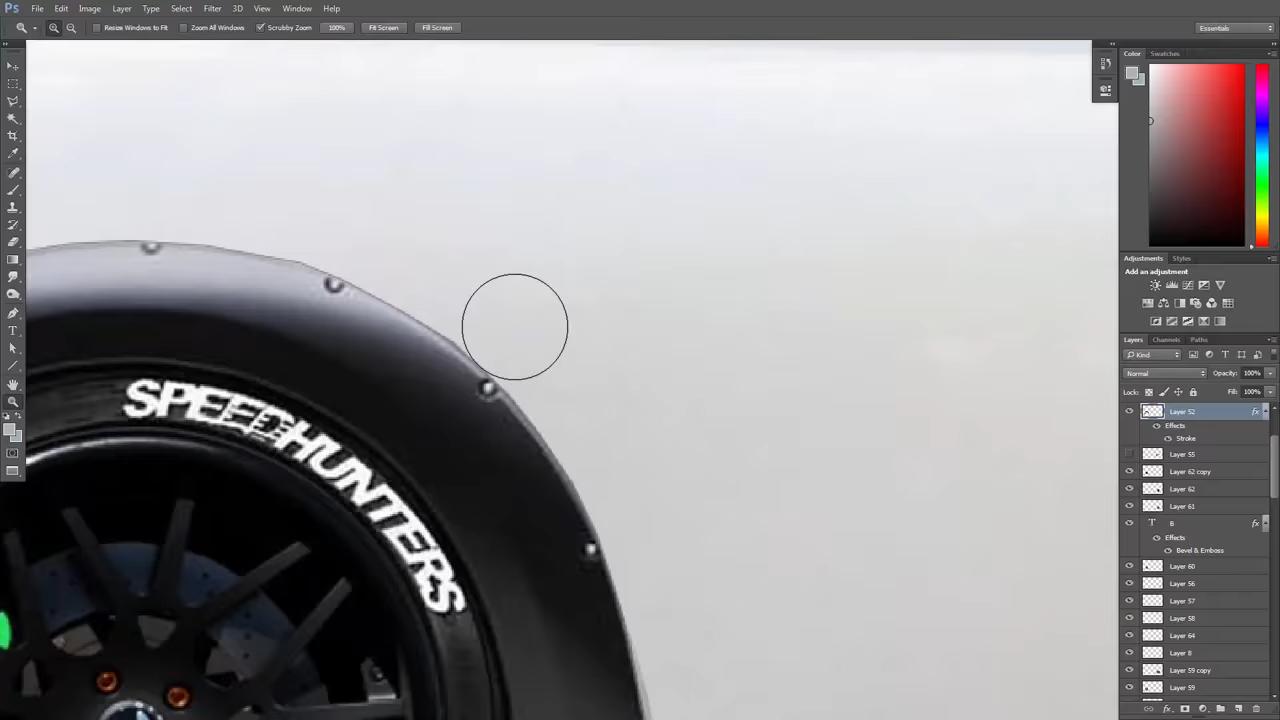 Ps File Edit Image Layer Type Select Filter 3D View Window Help
Resize Windows to Fit Zoom All Windows Scrubby Zoom 100% Fit Screen Fill Screen Essentials
Color Swatches
Adjustments Styles
Add an adjustment
Layers Channels Paths
Kind
Normal Opacity: 100%
Lock: Fill: 100%
Layer 52 fx
Effects
Stroke
Layer 55
Layer 62 copy
Layer 62
Layer 61
T B fx
Effects
Bevel & Emboss
Layer 60
Layer 56
Layer 57
Layer 58
Layer 64
Layer 8
Layer 59 copy
Layer 59
SPEEDHUNTERS